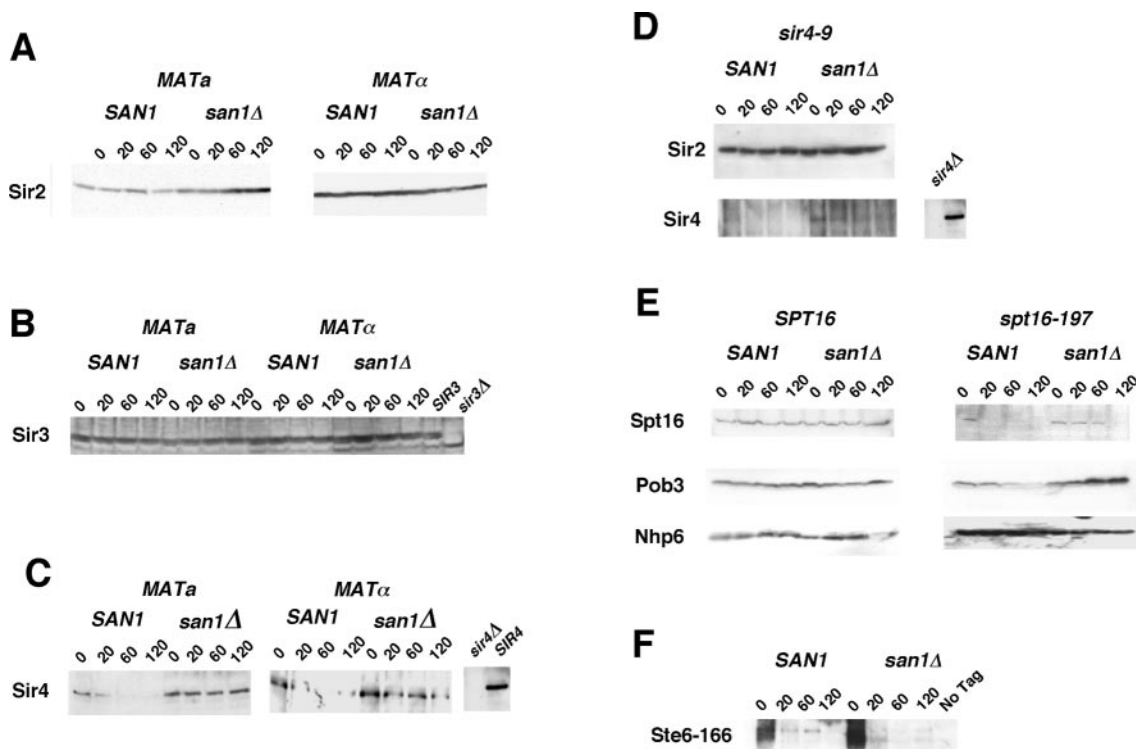 A
MATa MATα
SAN1 san1Δ SAN1 san1Δ
0 20 60 120 0 20 60 120 0 20 60 120 0 20 60 120
Sir2
B
MATa MATα
SAN1 san1Δ SAN1 san1Δ
0 20 60 120 0 20 60 120 0 20 60 120 0 20 60 120 SIR3 sir3Δ
Sir3
C
MATa MATα
SAN1 san1Δ SAN1 san1Δ
0 20 60 120 0 20 60 120 0 20 60 120 0 20 60 120 sir4Δ SIR4
Sir4
D
sir4-9
SAN1 san1Δ
0 20 60 120 0 20 60 120
Sir2
sir4Δ
Sir4
E
SPT16 spt16-197
SAN1 san1Δ SAN1 san1Δ
0 20 60 120 0 20 60 120 0 20 60 120 0 20 60 120
Spt16
Pob3
Nhp6
F
SAN1 san1Δ
0 20 60 120 0 20 60 120 No Tag
Ste6-166